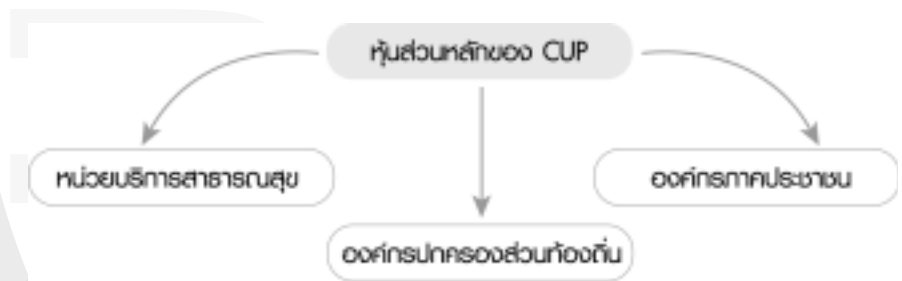 หุ้นส่วนหลักของ CUP
หน่วยบริการสาธารณสุข
องค์กรภาคประชาชน
องค์กรปกครองส่วนท้องถิ่น